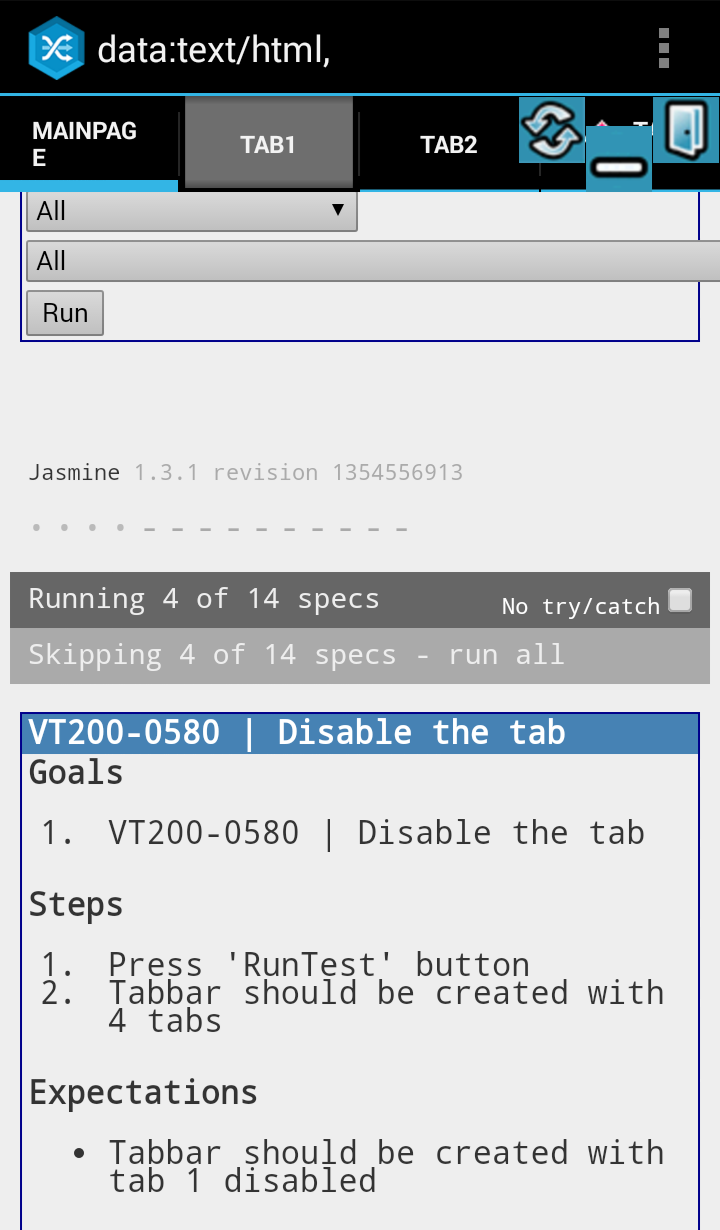 data:text/html,
MAINPAG
E
TAB1
TAB2
All
All
Run
Jasmine 1.3.1 revision 1354556913
Running 4 of 14 specs
No try/catch
Skipping 4 of 14 specs - run all
VT200-0580 | Disable the tab
Goals
1. VT200-0580 | Disable the tab
Steps
1. Press 'RunTest' button
2. Tabbar should be created with
4 tabs
Expectations
• Tabbar should be created with
tab 1 disabled